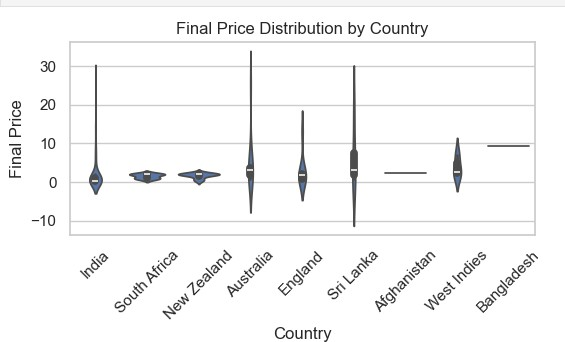 Final Price Distribution by Country
Final Price
30
20
10
0
−10
India
South Africa
New Zealand
Australia
England
Sri Lanka
Afghanistan
West Indies
Bangladesh
Country